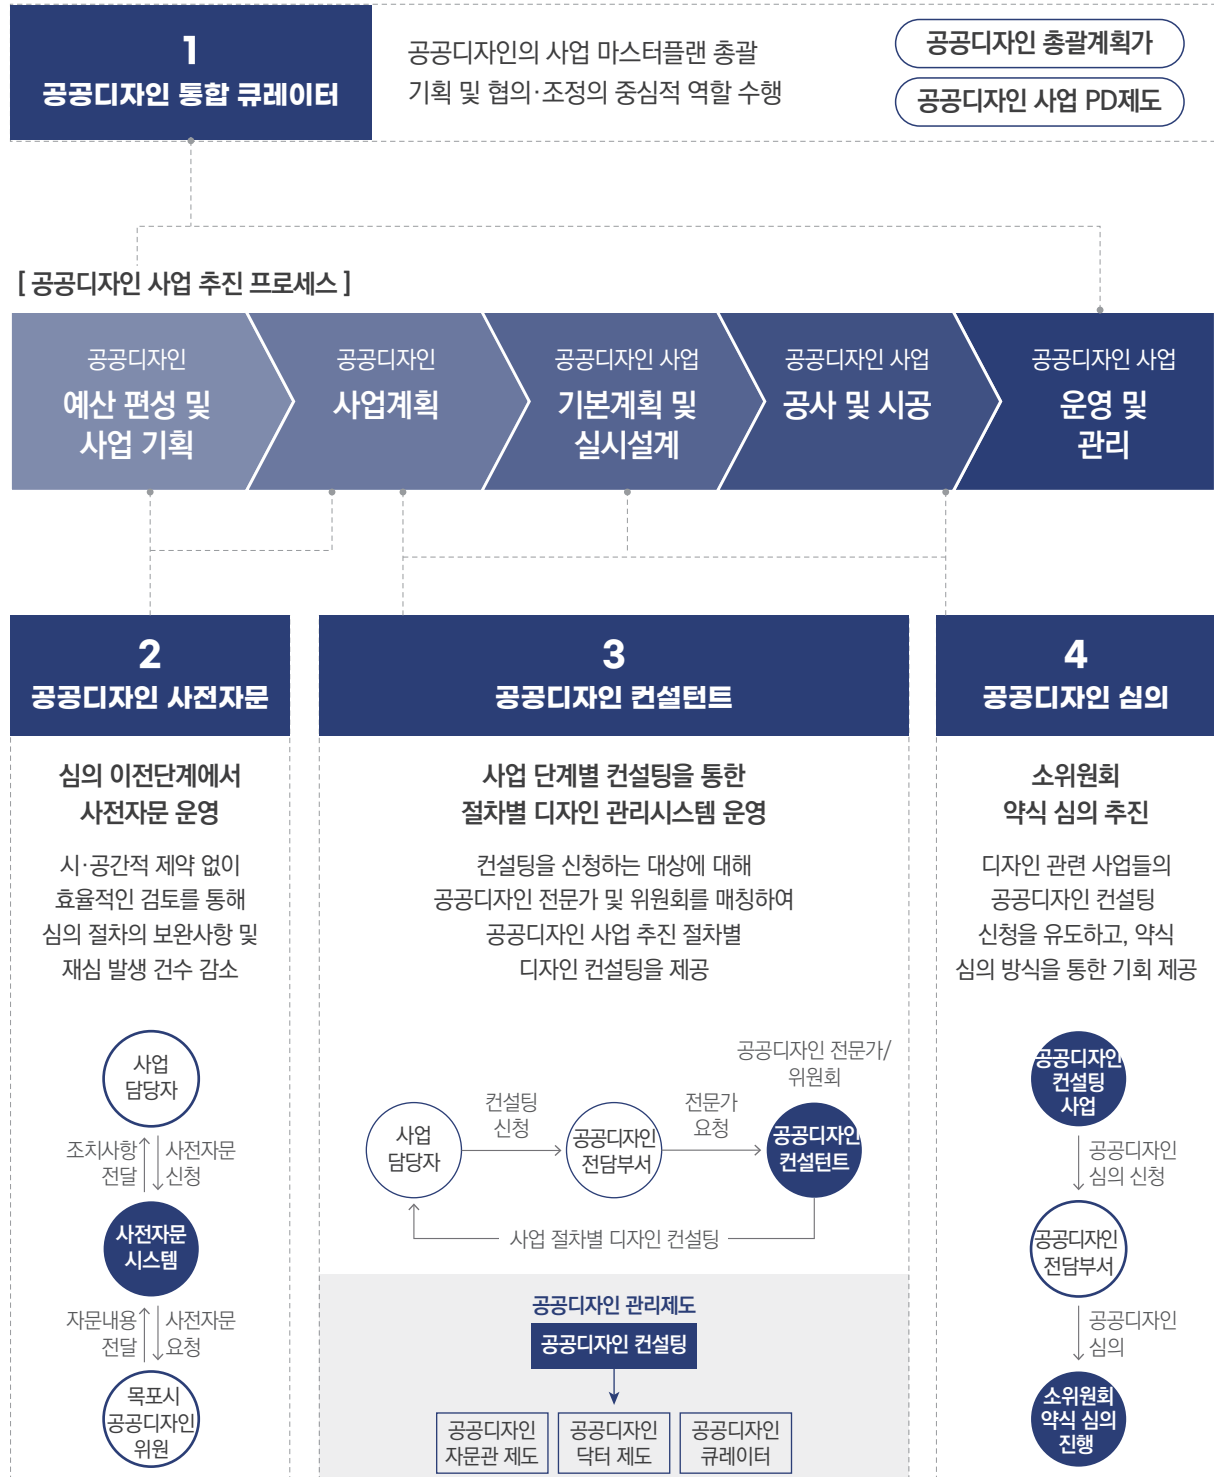 1
공공디자인 통합 큐레이터
공공디자인의 사업 마스터플랜 총괄
기획 및 협의·조정의 중심적 역할 수행
공공디자인 총괄계획가
공공디자인 사업 PD제도
[ 공공디자인 사업 추진 프로세스 ]
공공디자인
예산 편성 및
사업 기획
공공디자인
사업계획
공공디자인 사업
기본계획 및
실시설계
공공디자인 사업
공사 및 시공
공공디자인 사업
운영 및
관리
2
공공디자인 사전자문
심의 이전단계에서
사전자문 운영
시·공간적 제약 없이
효율적인 검토를 통해
심의 절차의 보완사항 및
재심 발생 건수 감소
사업
담당자
조치사항
전달
사전자문
신청
사전자문
시스템
자문내용
전달
사전자문
요청
목포시
공공디자인
위원
3
공공디자인 컨설턴트
사업 단계별 컨설팅을 통한
절차별 디자인 관리시스템 운영
컨설팅을 신청하는 대상에 대해
공공디자인 전문가 및 위원회를 매칭하여
공공디자인 사업 추진 절차별
디자인 컨설팅을 제공
사업
담당자
컨설팅
신청
공공디자인
전담부서
전문가
요청
공공디자인 전문가/
위원회
공공디자인
컨설턴트
사업 절차별 디자인 컨설팅
공공디자인 관리제도
공공디자인 컨설팅
공공디자인
자문관 제도
공공디자인
닥터 제도
공공디자인
큐레이터
4
공공디자인 심의
소위원회
약식 심의 추진
디자인 관련 사업들의
공공디자인 컨설팅
신청을 유도하고, 약식
심의 방식을 통한 기회 제공
공공디자인
컨설팅
사업
공공디자인
심의 신청
공공디자인
전담부서
공공디자인
심의
소위원회
약식 심의
진행